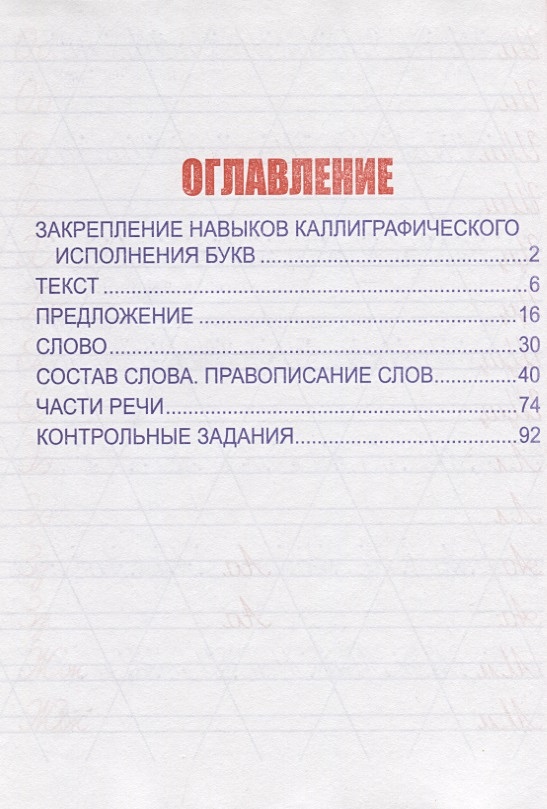 ОГЛАВЛЕНИЕ
ЗАКРЕПЛЕНИЕ НАВЫКОВ КАЛЛИГРАФИЧЕСКОГО
ИСПОЛНЕНИЯ БУКВ ........................................... 2
ТЕКСТ ..................................................................... 6
ПРЕДЛОЖЕНИЕ .................................................... 16
СЛОВО .................................................................. 30
СОСТАВ СЛОВА. ПРАВОПИСАНИЕ СЛОВ ............. 40
ЧАСТИ РЕЧИ ......................................................... 74
КОНТРОЛЬНЫЕ ЗАДАНИЯ .................................... 92